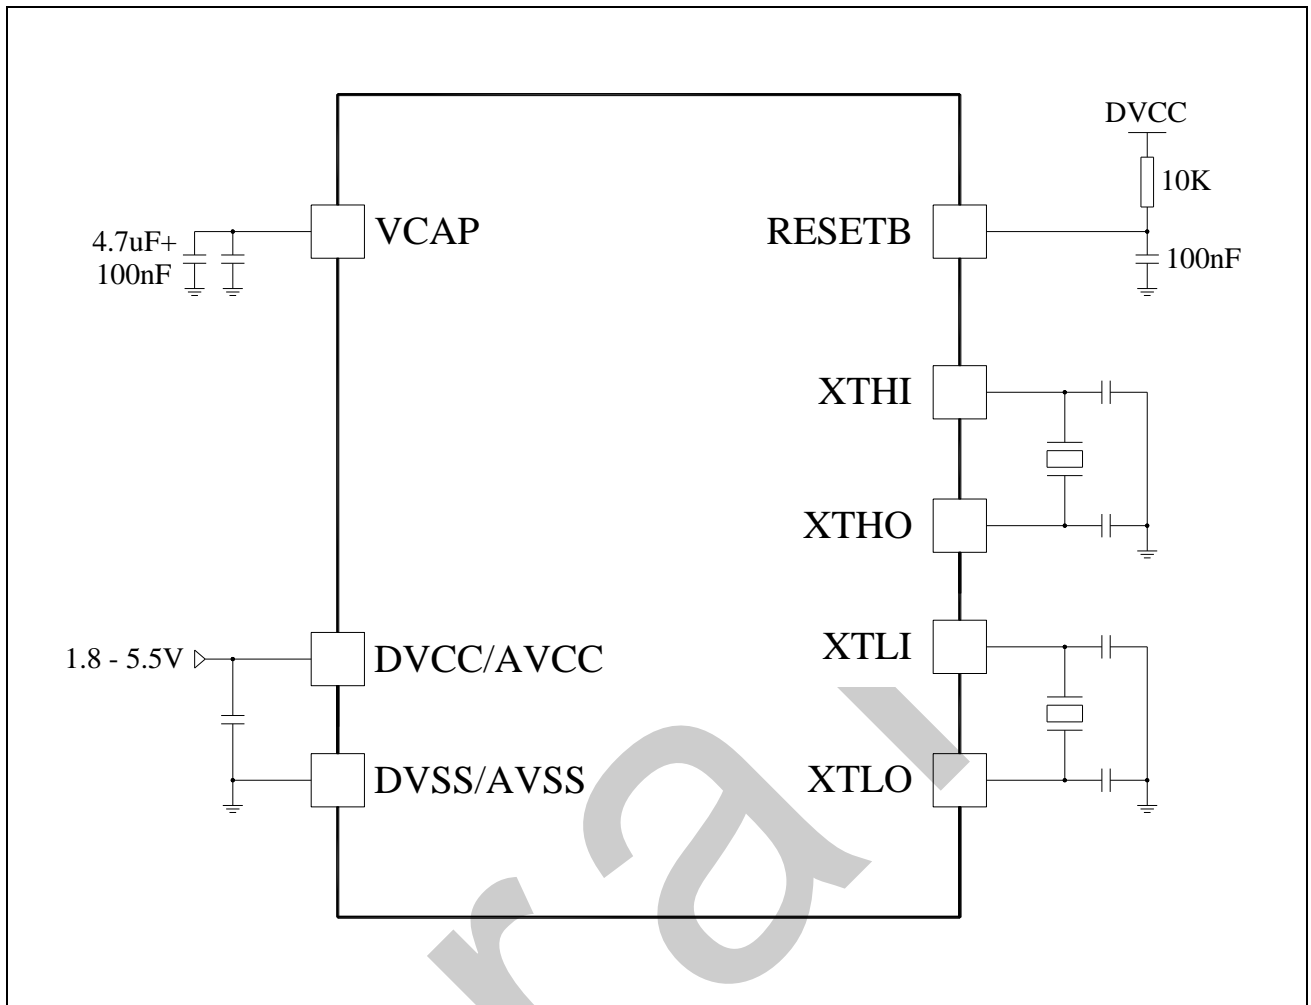 DVCC
10K
VCAP
RESETB
4.7uF+
100nF
100nF
XTHI
XTHO
XTLI
1.8 - 5.5V
DVCC/AVCC
DVSS/AVSS
XTLO